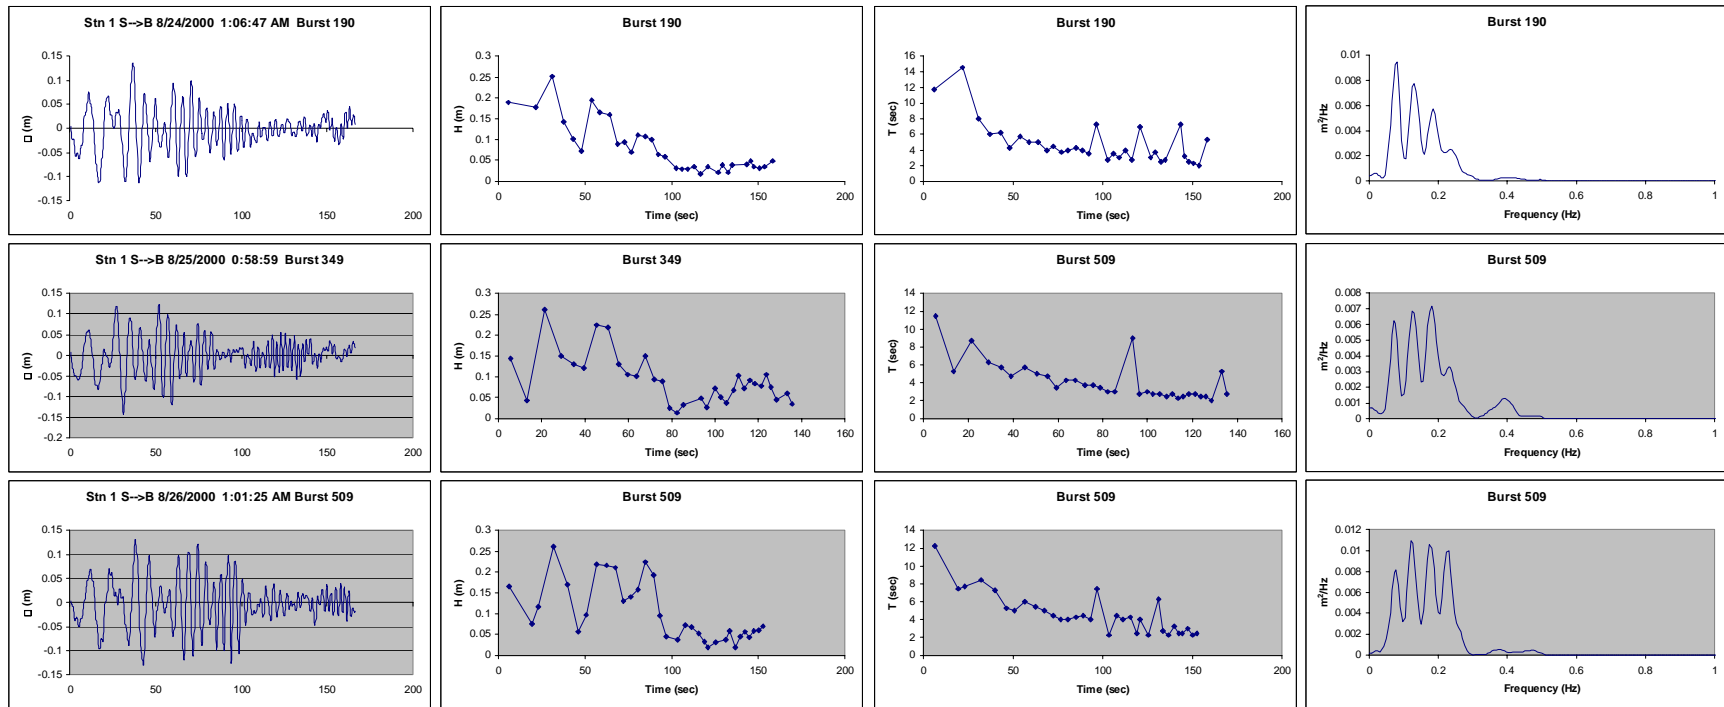 Stn 1 S-->B 8/24/2000 1:06:47 AM Burst 190
0.15
0.1
0.05
0
-0.05
-0.1
-0.15
0 50 100 150 200
□ (m)
Burst 190
0.3
0.25
0.2
0.15
0.1
0.05
0
0 50 100 150 200
H (m)
Time (sec)
Burst 190
16
14
12
10
8
6
4
2
0
0 50 100 150 200
T (sec)
Time (sec)
Burst 190
0.01
0.008
0.006
0.004
0.002
0
0 0.2 0.4 0.6 0.8 1
m²/Hz
Frequency (Hz)
Stn 1 S-->B 8/25/2000 0:58:59 Burst 349
0.15
0.1
0.05
0
-0.05
-0.1
-0.15
-0.2
0 50 100 150 200
□ (m)
Burst 349
0.3
0.25
0.2
0.15
0.1
0.05
0
0 20 40 60 80 100 120 140 160
H (m)
Time (sec)
Burst 509
14
12
10
8
6
4
2
0
0 20 40 60 80 100 120 140 160
T (sec)
Time (sec)
Burst 509
0.008
0.007
0.006
0.005
0.004
0.003
0.002
0.001
0
0 0.2 0.4 0.6 0.8 1
m²/Hz
Frequency (Hz)
Stn 1 S-->B 8/26/2000 1:01:25 AM Burst 509
0.15
0.1
0.05
0
-0.05
-0.1
-0.15
0 50 100 150 200
□ (m)
Burst 509
0.3
0.25
0.2
0.15
0.1
0.05
0
0 50 100 150 200
H (m)
Time (sec)
Burst 509
14
12
10
8
6
4
2
0
0 50 100 150 200
T (sec)
Time (sec)
Burst 509
0.012
0.01
0.008
0.006
0.004
0.002
0
0 0.2 0.4 0.6 0.8 1
m²/Hz
Frequency (Hz)